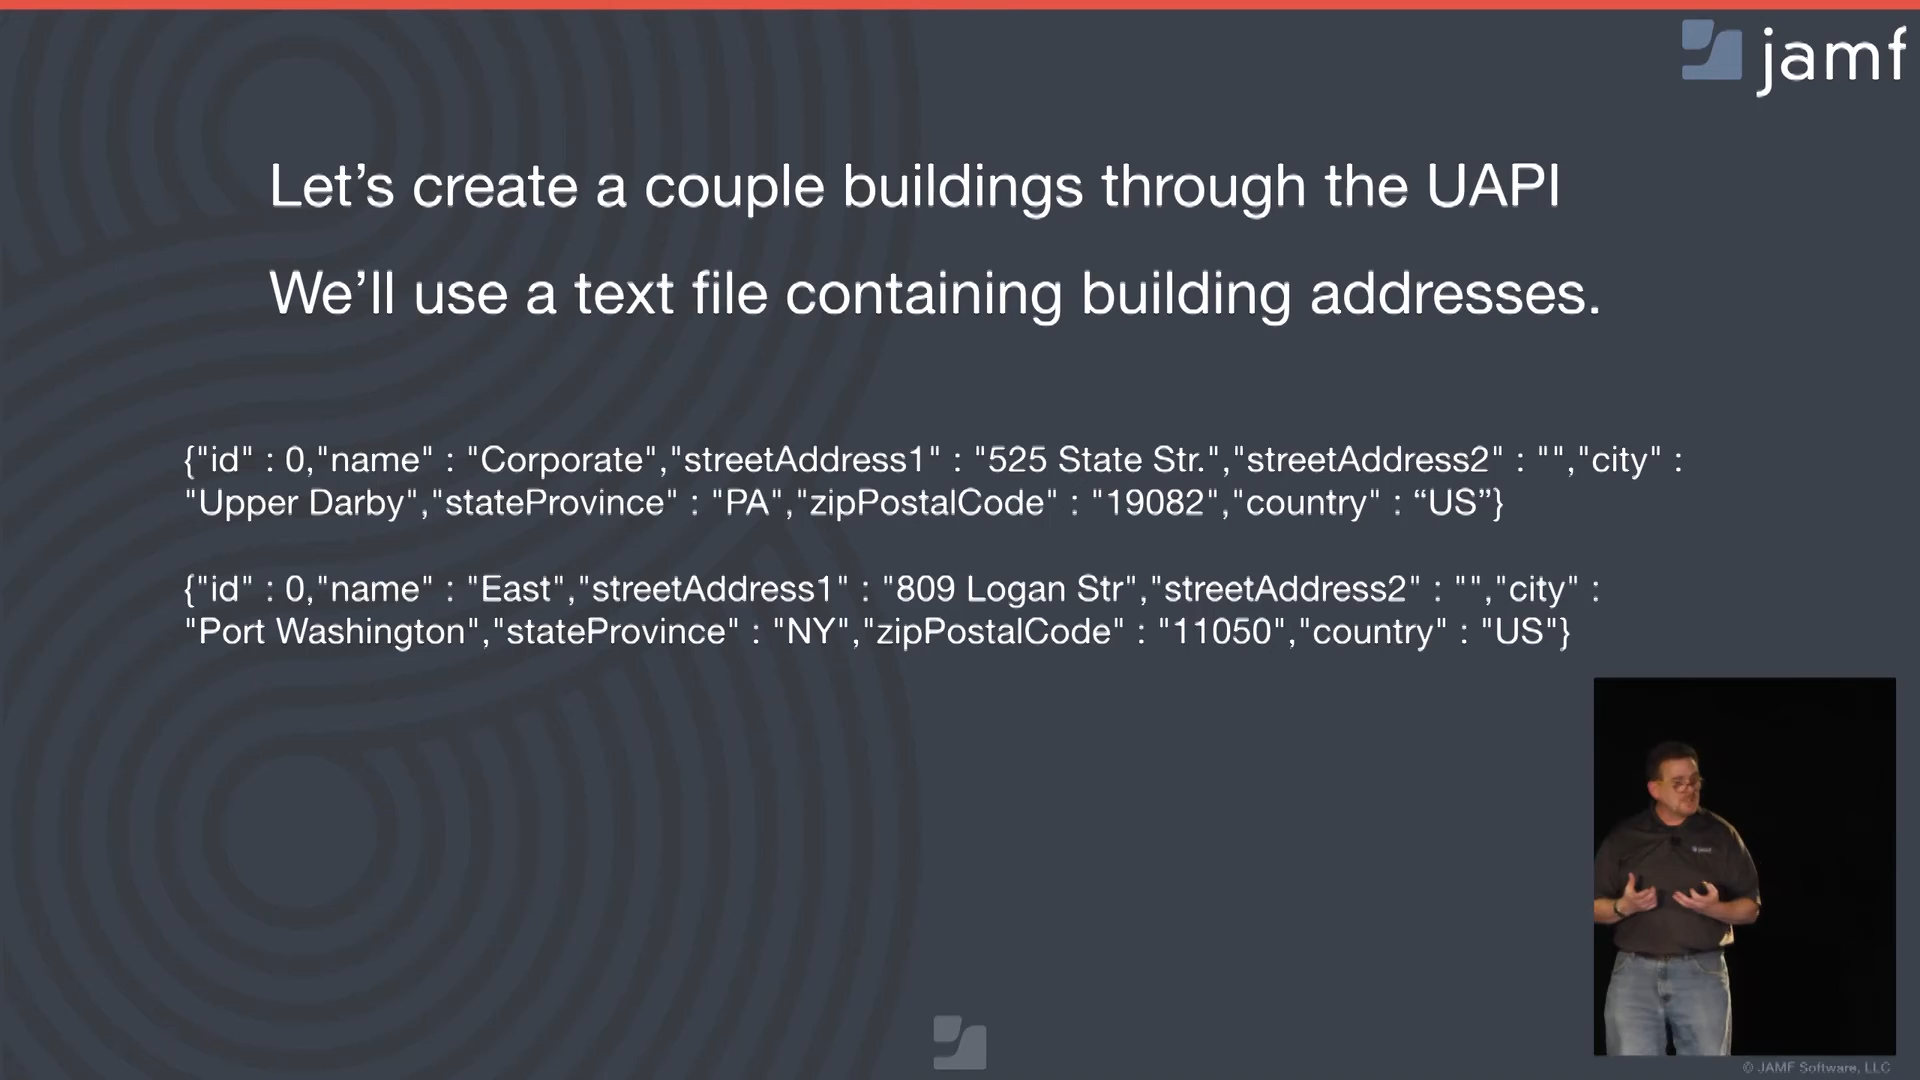 jamf
Let’s create a couple buildings through the UAPI
We’ll use a text file containing building addresses.
{"id" : 0,"name" : "Corporate","streetAddress1" : "525 State Str.","streetAddress2" : "","city" :
"Upper Darby","stateProvince" : "PA","zipPostalCode" : "19082","country" : “US”}
{"id" : 0,"name" : "East","streetAddress1" : "809 Logan Str","streetAddress2" : "","city" :
"Port Washington","stateProvince" : "NY","zipPostalCode" : "11050","country" : "US"}
© JAMF Software, LLC